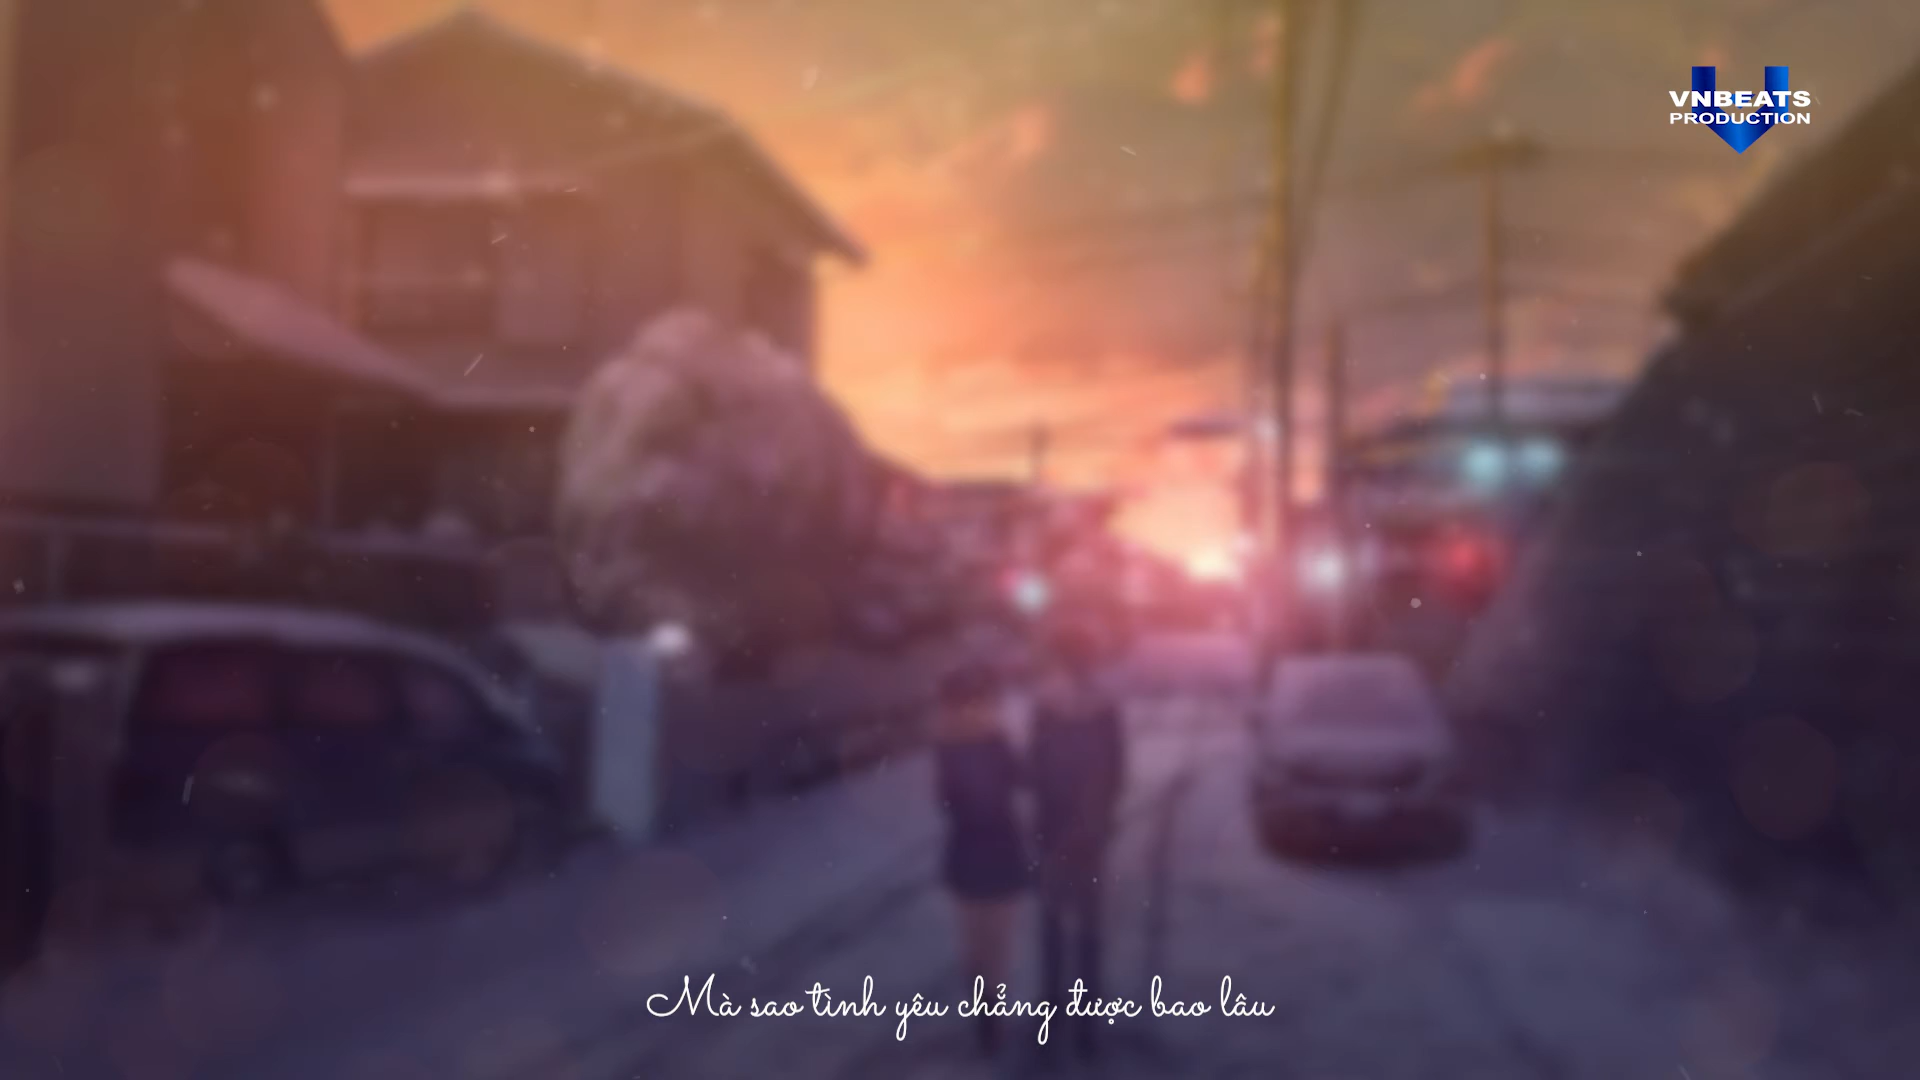 VNBEATS
PRODUCTION
Mà sao tình yêu chẳng được bao lâu